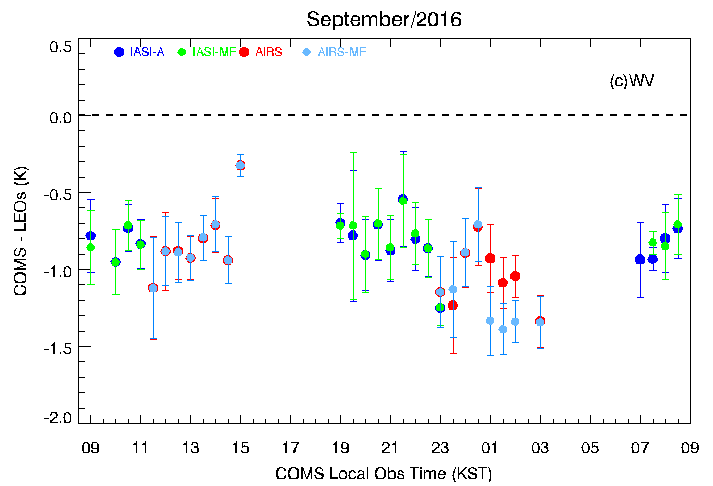 September/2016
0.5
IASI-A IASI-MF AIRS AIRS-MF
(c)WV
0.0
-0.5
-1.0
-1.5
-2.0
COMS - LEOs (K)
09 11 13 15 17 19 21 23 01 03 05 07 09
COMS Local Obs Time (KST)